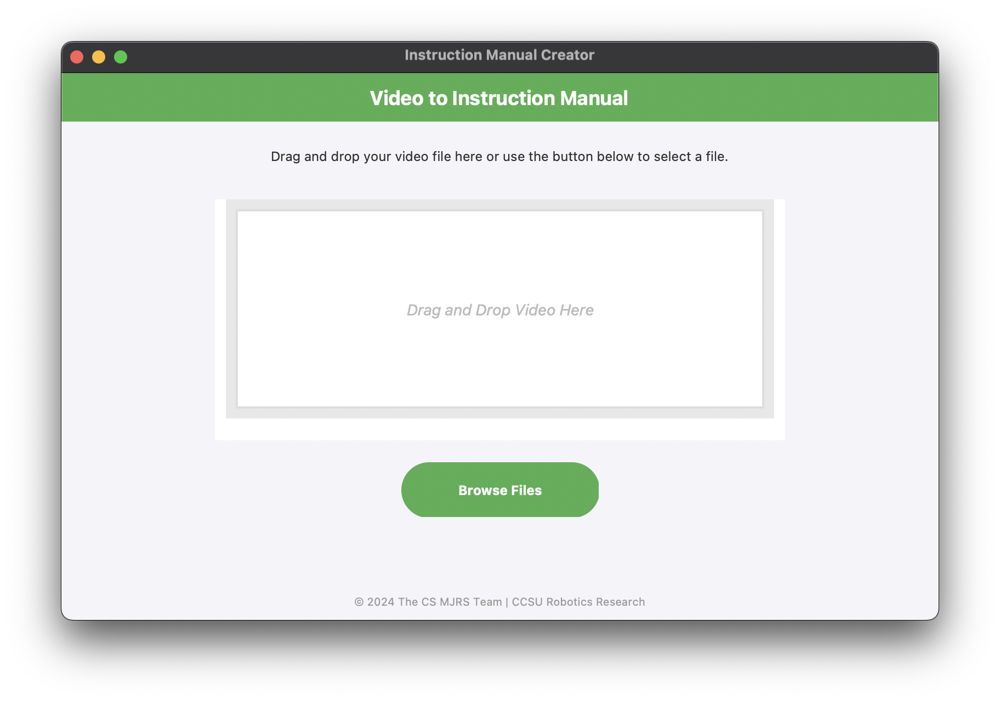 Instruction Manual Creator
Video to Instruction Manual
Drag and drop your video file here or use the button below to select a file.
Drag and Drop Video Here
Browse Files
© 2024 The CS MJRS Team | CCSU Robotics Research